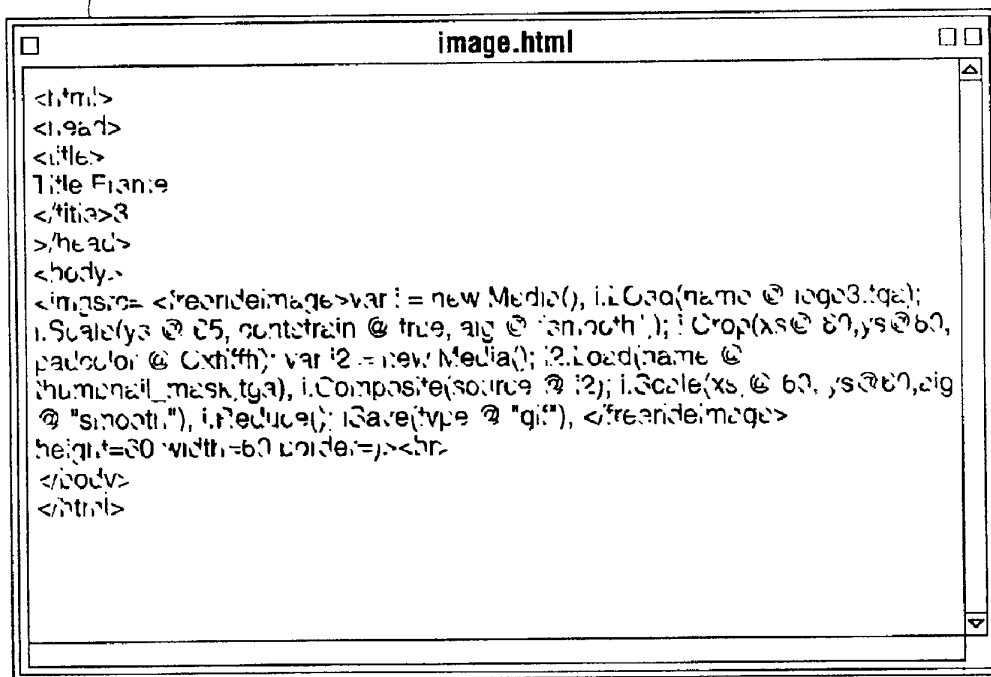 image.html
<html>
<head>
<title>
Title Frame
</title>3
>/head>
<body>
<imgsrc= <freerideimage>var i = new Media(); i.LOad(name @ logo3.tga);
i.Scale(ys @ 65, contstrain @ true, alg @ "smooth"); i.Crop(xs@ 60,ys@60,
padcolor @ Oxffffff); var i2 = new Media(); i2.Load(name @
thumbnail_mask.tga), i.Composite(source @ i2); i.Scale(xs @ 60, ys@60,alg
@ "smooth"), i.Reduce(); iSave(type @ "gif"), </freerideimage>
height=60 width=60 border=><br>
</body>
</html>